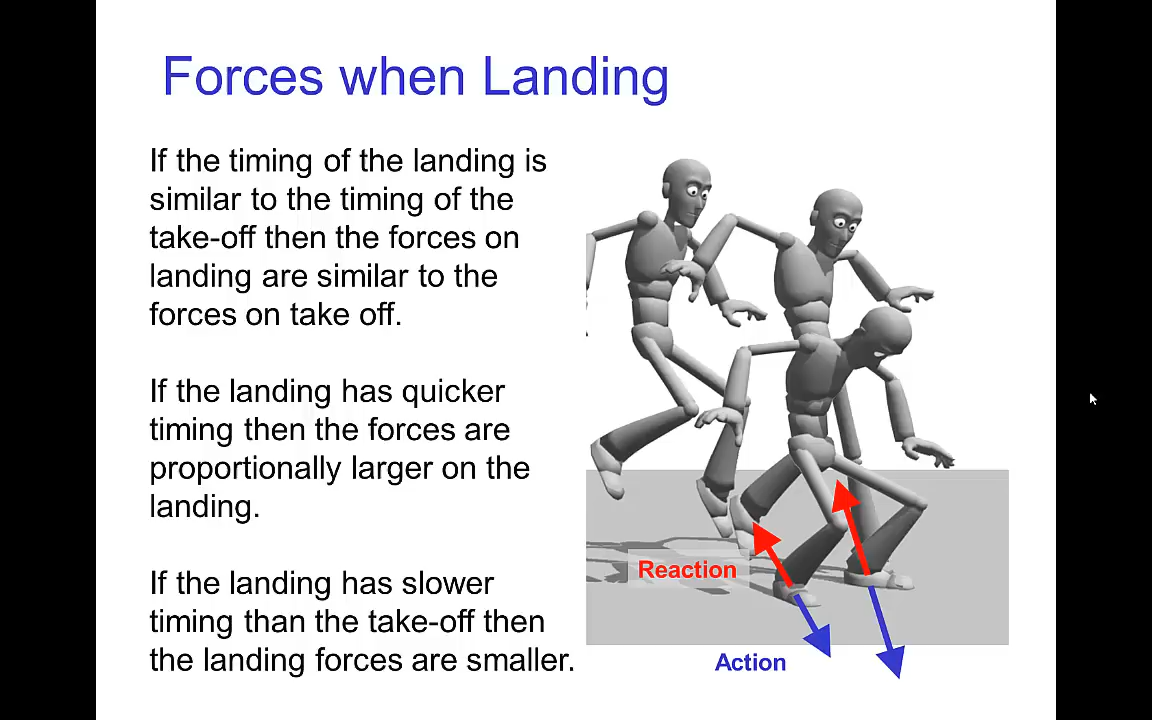 Forces when Landing
If the timing of the landing is
similar to the timing of the
take-off then the forces on
landing are similar to the
forces on take off.
If the landing has quicker
timing then the forces are
proportionally larger on the
landing.
If the landing has slower
timing than the take-off then
the landing forces are smaller.
Reaction
Action